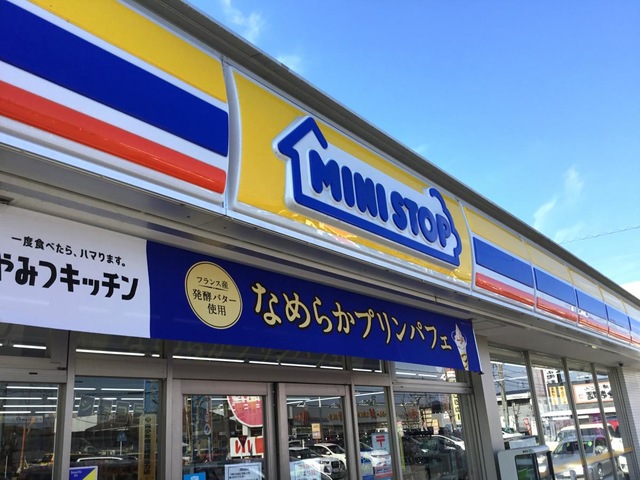 MINI STOP
一度食べたら、ハマります。
やみつキッチン
フランス産
発酵バター
使用
なめらかプリンパフェ